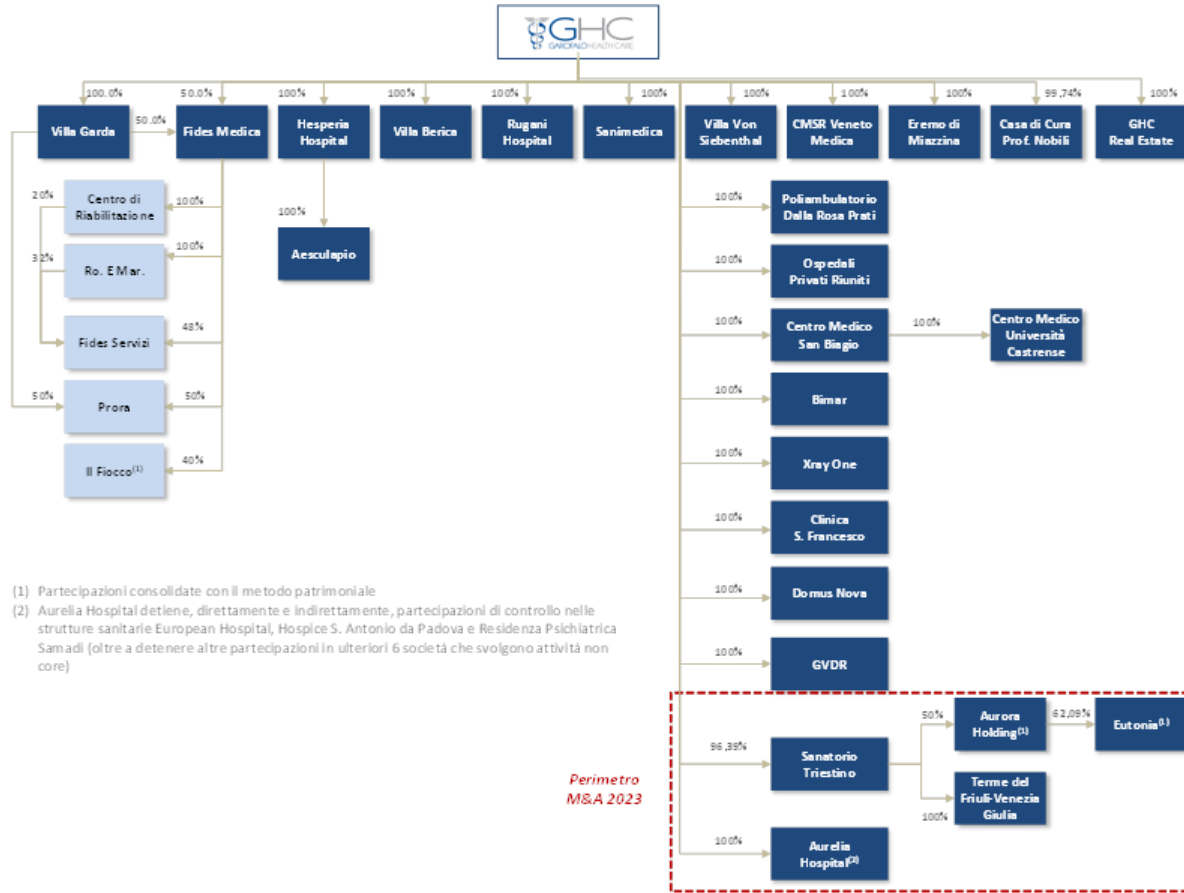 GHC
GAROFALO HEALTH CARE
100.0%
50.0%
100%
100%
100%
100%
100%
100%
100%
99,74%
100%
Villa Garda
50.0%
Fides Medica
Hesperia
Hospital
Villa Berica
Rugani
Hospital
Sanimedica
Villa Von
Siebenthal
CMSR Veneto
Medica
Eremo di
Miazzina
Casa di Cura
Prof. Nobili
GHC
Real Estate
20%
Centro di
Riabilitazione
100%
32%
Ro. E Mar.
100%
Fides Servizi
48%
50%
Prora
50%
Il Fiocco(1)
40%
100%
Aesculapio
100%
Poliambulatorio
Dalla Rosa Prati
100%
Ospedali
Privati Riuniti
100%
Centro Medico
San Biagio
100%
Centro Medico
Università
Castrense
100%
Bimar
100%
Xray One
100%
Clinica
S. Francesco
100%
Domus Nova
100%
GVDR
(1) Partecipazioni consolidate con il metodo patrimoniale
(2) Aurelia Hospital detiene, direttamente e indirettamente, partecipazioni di controllo nelle
strutture sanitarie European Hospital, Hospice S. Antonio da Padova e Residenza Psichiatrica
Samadi (oltre a detenere altre partecipazioni in ulteriori 6 società che svolgono attività non
core)
Perimetro
M&A 2023
96,39%
Sanatorio
Triestino
50%
Aurora
Holding(1)
62,09%
Eutonia(1)
100%
Terme del
Friuli-Venezia
Giulia
100%
Aurelia
Hospital(2)